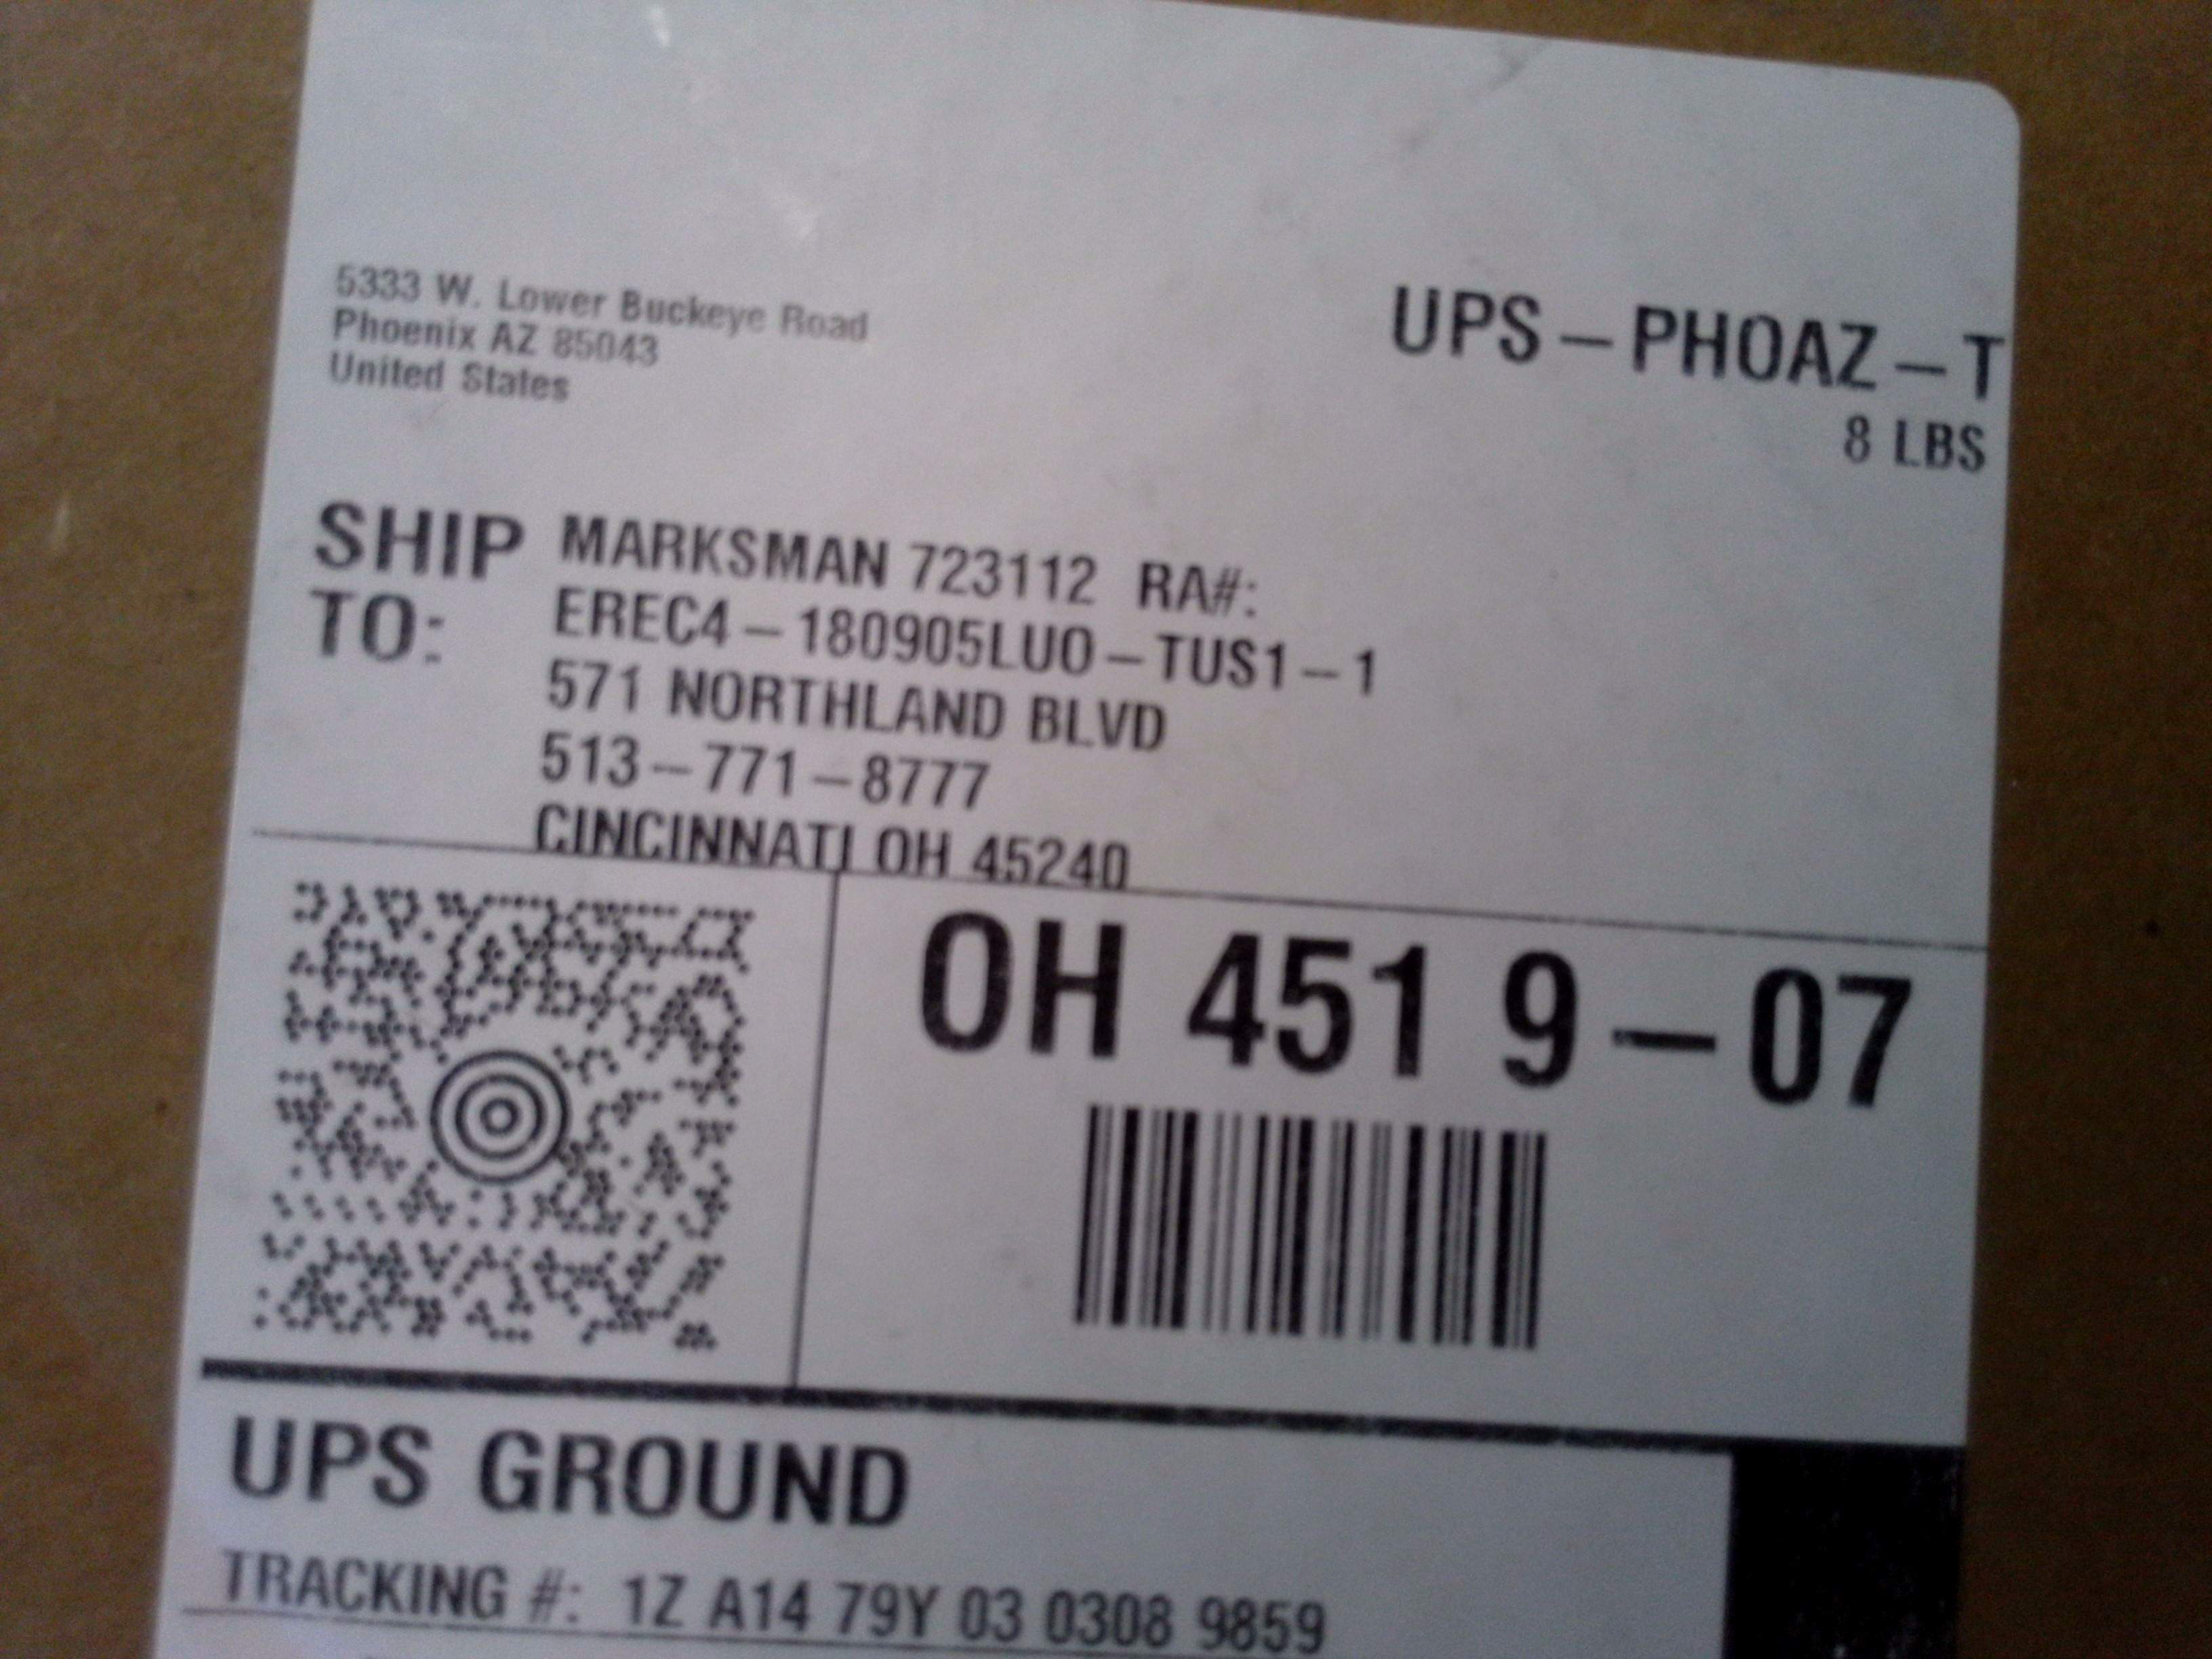 5333 W. Lower Buckeye Road
Phoenix AZ 85043
United States
UPS - PHOAZ - T
8 LBS
SHIP TO:
MARKSMAN 723112 RA#:
EREC4 - 180905LUO - TUS1 - 1
571 NORTHLAND BLVD
513 - 771 - 8777
CINCINNATI OH 45240
OH 451 9 - 07
UPS GROUND
TRACKING #: 1Z A14 79Y 03 0308 9859